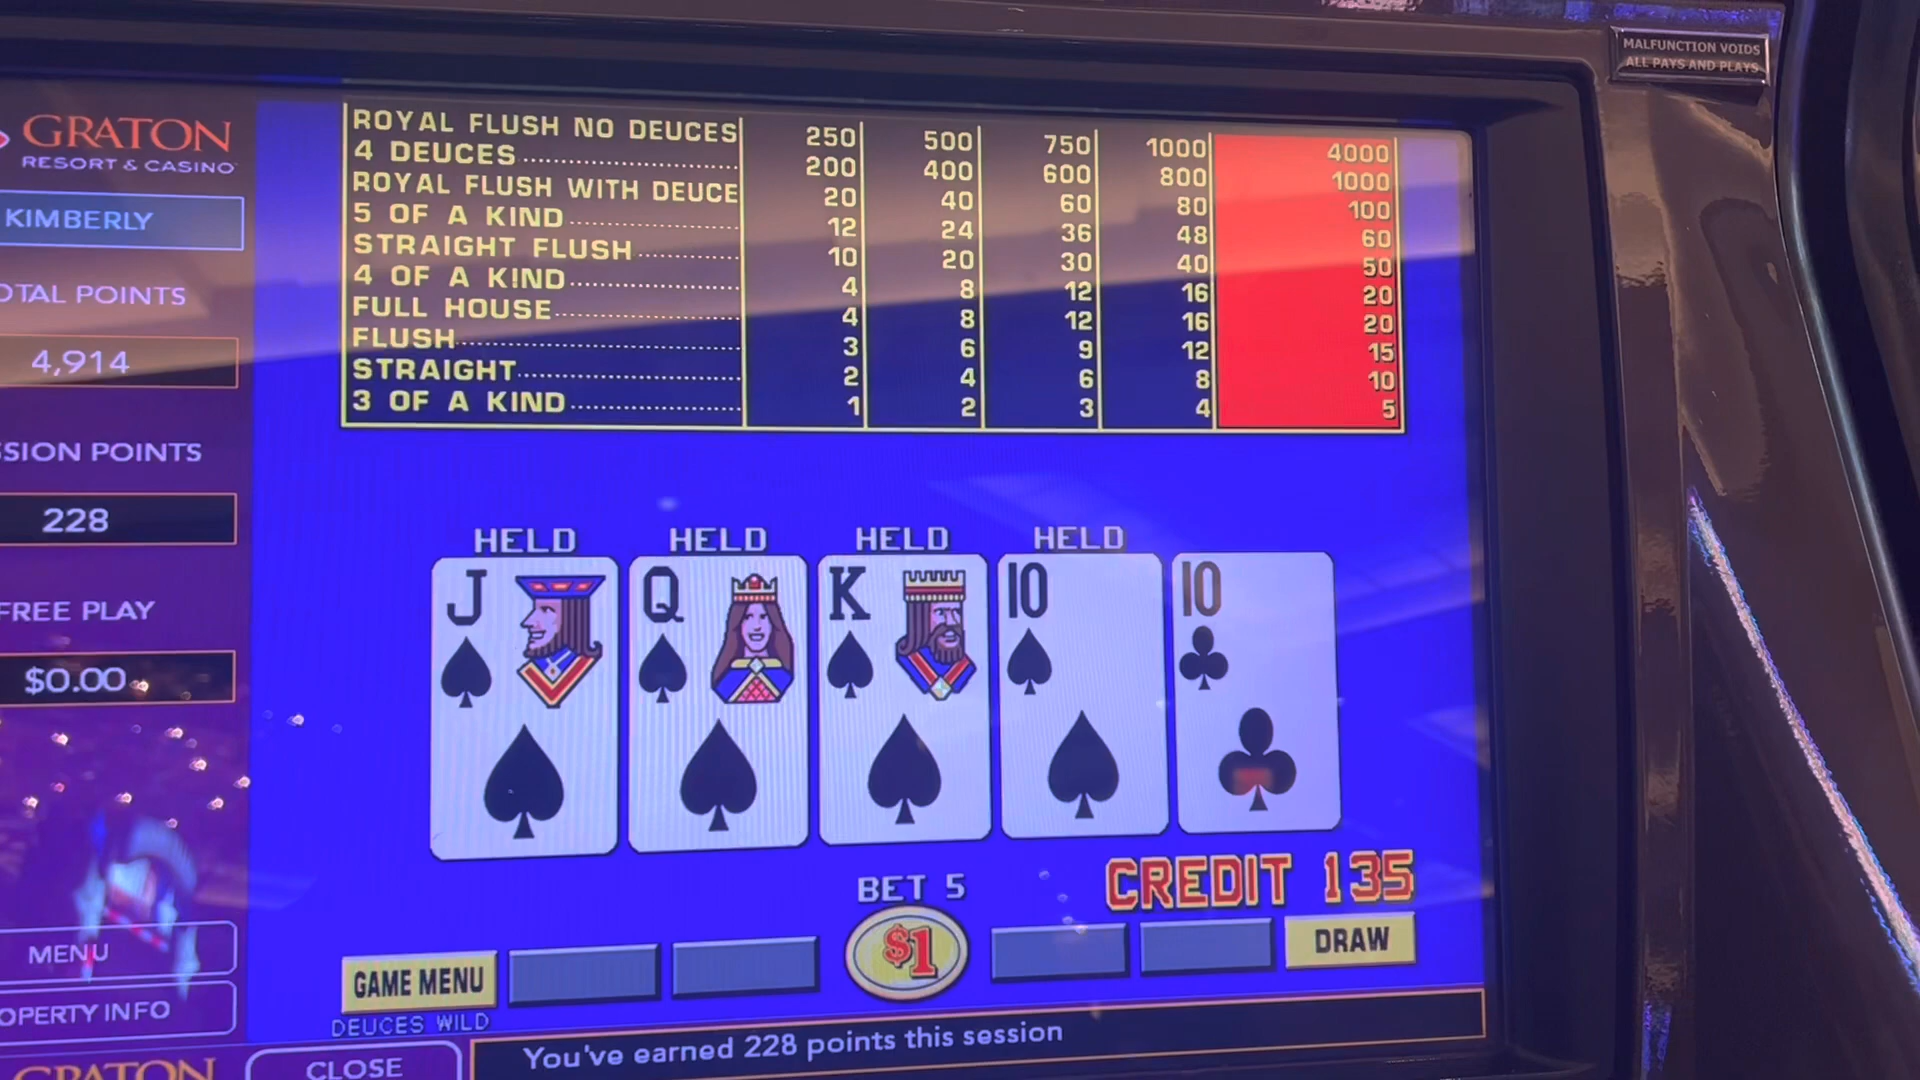 MALFUNCTION VOIDS
ALL PAYS AND PLAYS
GRATON
RESORT & CASINO
KIMBERLY
OTAL POINTS
4,914
SSION POINTS
228
FREE PLAY
$0.00
MENU
OPERTY INFO
GRATON
CLOSE
ROYAL FLUSH NO DEUCES 250 500 750 1000 4000
4 DEUCES 200 400 600 800 1000
ROYAL FLUSH WITH DEUCE 20 40 60 80 100
5 OF A KIND 12 24 36 48 60
STRAIGHT FLUSH 10 20 30 40 50
4 OF A KIND 4 8 12 16 20
FULL HOUSE 4 8 12 16 20
FLUSH 3 6 9 12 15
STRAIGHT 2 4 6 8 10
3 OF A KIND 1 2 3 4 5
HELD HELD HELD HELD
J Q K 10 10
BET 5
CREDIT 135
GAME MENU
$1
DRAW
DEUCES WILD
You've earned 228 points this session